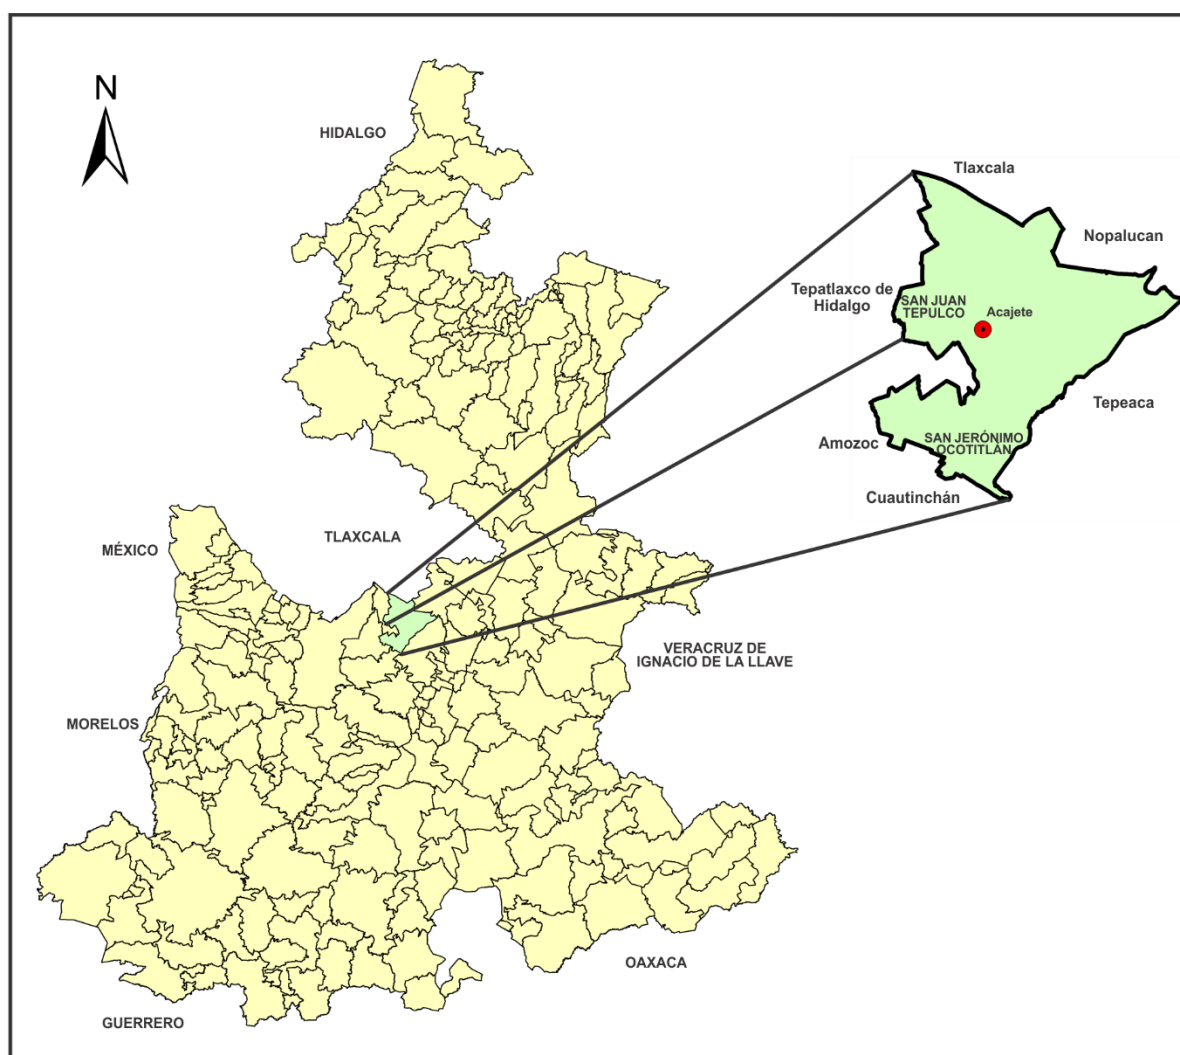 N
HIDALGO
Tlaxcala
Nopalucan
Tepatlaxco de
Hidalgo
SAN JUAN
TEPULCO
Acajete
Tepeaca
Amozoc
SAN JERÓNIMO
OCOTITLÁN
Cuautinchán
TLAXCALA
MÉXICO
VERACRUZ DE
IGNACIO DE LA LLAVE
MORELOS
OAXACA
GUERRERO